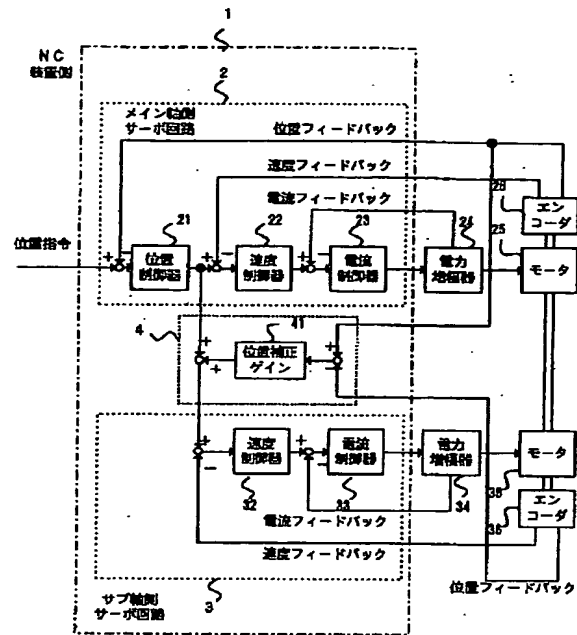 1
NC
装置側
2
メイン軸側
サーボ回路
位置フィードバック
速度フィードバック
電流フィードバック
26
エン
コーダ
21
22
23
24
25
位置指令
+
−
位置
制御器
+
−
速度
制御器
+
−
電流
制御器
電力
増幅器
モータ
4
41
+
+
位置補正
ゲイン
+
−
+
−
速度
制御器
+
−
電流
制御器
電力
増幅器
モータ
32
33
34
35
電流フィードバック
36
エン
コーダ
速度フィードバック
位置フィードバック
サブ軸側
サーボ回路
3